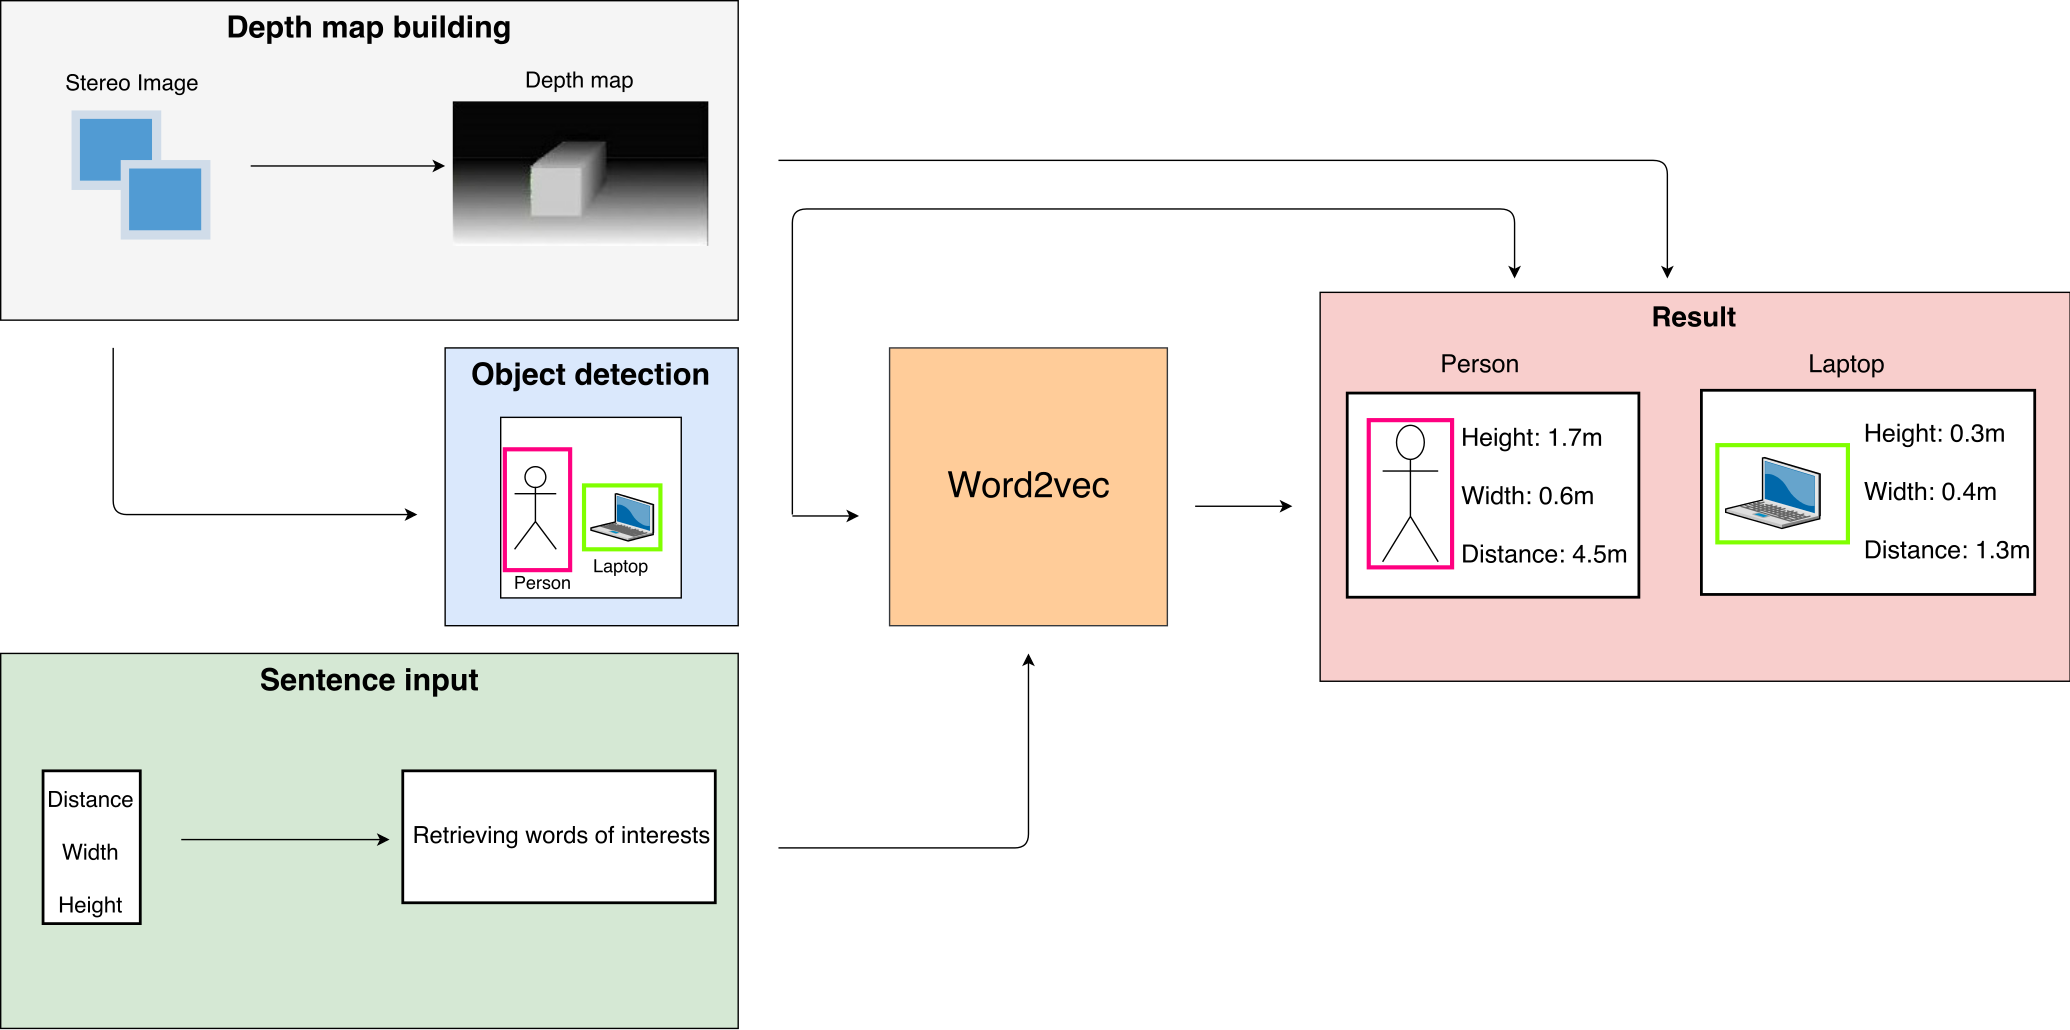 Depth map building
Stereo Image
Depth map
Object detection
Person
Laptop
Sentence input
Distance
Width
Height
Retrieving words of interests
Word2vec
Result
Person
Height: 1.7m
Width: 0.6m
Distance: 4.5m
Laptop
Height: 0.3m
Width: 0.4m
Distance: 1.3m